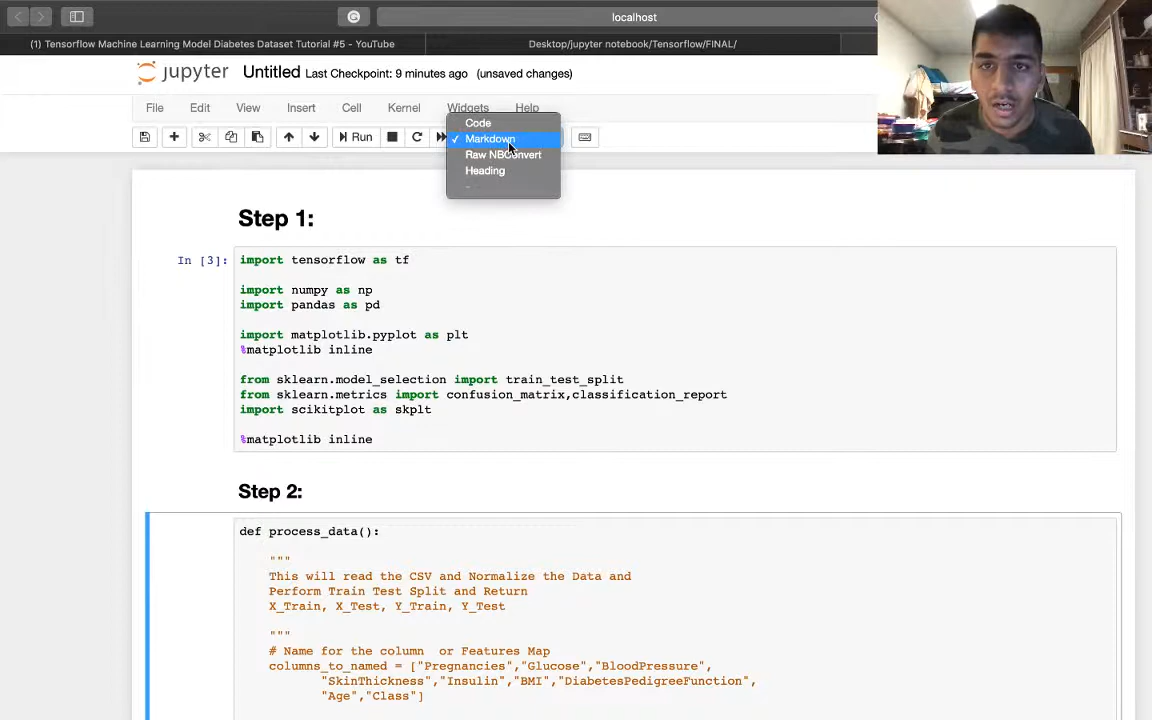 localhost
(1) Tensorflow Machine Learning Model Diabetes Dataset Tutorial #5 - YouTube
Desktop/jupyter notebook/Tensorflow/FINAL/
jupyter Untitled Last Checkpoint: 9 minutes ago (unsaved changes)
File Edit View Insert Cell Kernel Widgets Help
Run
Code
✓ Markdown
Raw NBConvert
Heading
-
Step 1:
In [3]:
import tensorflow as tf
import numpy as np
import pandas as pd
import matplotlib.pyplot as plt
%matplotlib inline
from sklearn.model_selection import train_test_split
from sklearn.metrics import confusion_matrix,classification_report
import scikitplot as skplt
%matplotlib inline
Step 2:
def process_data():
"""
This will read the CSV and Normalize the Data and
Perform Train Test Split and Return
X_Train, X_Test, Y_Train, Y_Test
"""
# Name for the column or Features Map
columns_to_named = ["Pregnancies","Glucose","BloodPressure",
"SkinThickness","Insulin","BMI","DiabetesPedigreeFunction",
"Age","Class"]